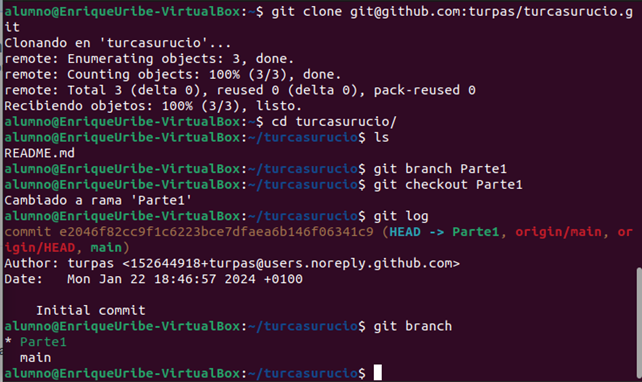 alumno@EnriqueUribe-VirtualBox:~$ git clone git@github.com:turpas/turcasurucio.g
it
Clonando en 'turcasurucio'...
remote: Enumerating objects: 3, done.
remote: Counting objects: 100% (3/3), done.
remote: Total 3 (delta 0), reused 0 (delta 0), pack-reused 0
Recibiendo objetos: 100% (3/3), listo.
alumno@EnriqueUribe-VirtualBox:~$ cd turcasurucio/
alumno@EnriqueUribe-VirtualBox:~/turcasurucio$ ls
README.md
alumno@EnriqueUribe-VirtualBox:~/turcasurucio$ git branch Parte1
alumno@EnriqueUribe-VirtualBox:~/turcasurucio$ git checkout Parte1
Cambiado a rama 'Parte1'
alumno@EnriqueUribe-VirtualBox:~/turcasurucio$ git log
commit e2046f82cc9f1c6223bce7dfaea6b146f06341c9 (HEAD -> Parte1, origin/main, or
igin/HEAD, main)
Author: turpas <152644918+turpas@users.noreply.github.com>
Date:   Mon Jan 22 18:46:57 2024 +0100
    Initial commit
alumno@EnriqueUribe-VirtualBox:~/turcasurucio$ git branch
* Parte1
  main
alumno@EnriqueUribe-VirtualBox:~/turcasurucio$